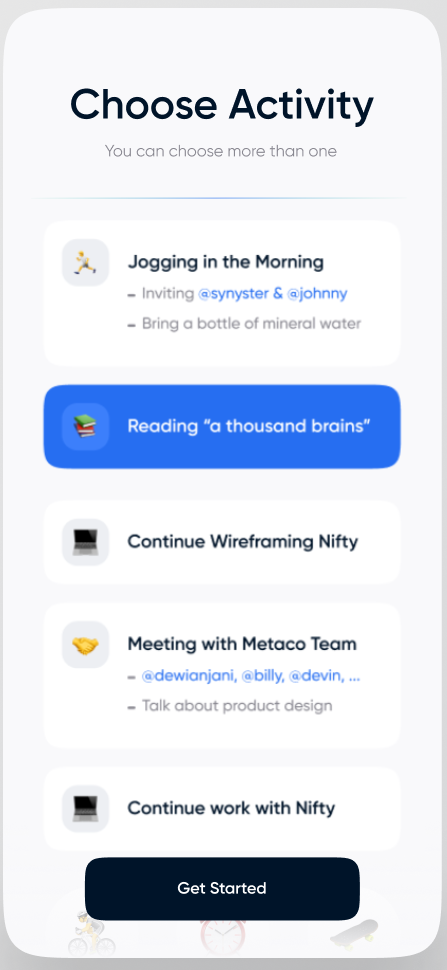 Choose Activity
You can choose more than one
Jogging in the Morning
– Inviting @synyster & @johnny
– Bring a bottle of mineral water
Reading “a thousand brains”
Continue Wireframing Nifty
Meeting with Metaco Team
– @dewianjani, @billy, @devin, ...
– Talk about product design
Continue work with Nifty
Get Started